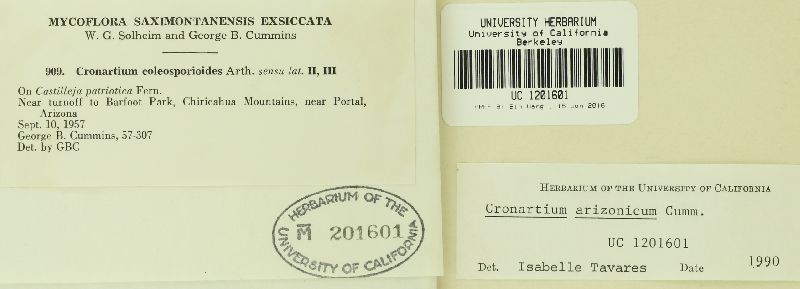 MYCOFLORA SAXIMONTANENSIS EXSICCATA
W. G. Solheim and George B. Cummins
909. Cronartium coleosporioides Arth. sensu lat. II, III
On Castilleja patriotica Fern.
Near turnoff to Barfoot Park, Chiricahua Mountains, near Portal,
Arizona
Sept. 10, 1957
George B. Cummins, 57-307
Det. by GBC
HERBARIUM OF THE
M 201601
UNIVERSITY OF CALIFORNIA
UNIVERSITY HERBARIUM
University of California
Berkeley
UC 1201601
15 Jun 2016
HERBARIUM OF THE UNIVERSITY OF CALIFORNIA
Cronartium arizonicum Cumm.
UC 1201601
Det. Isabelle Tavares Date 1990